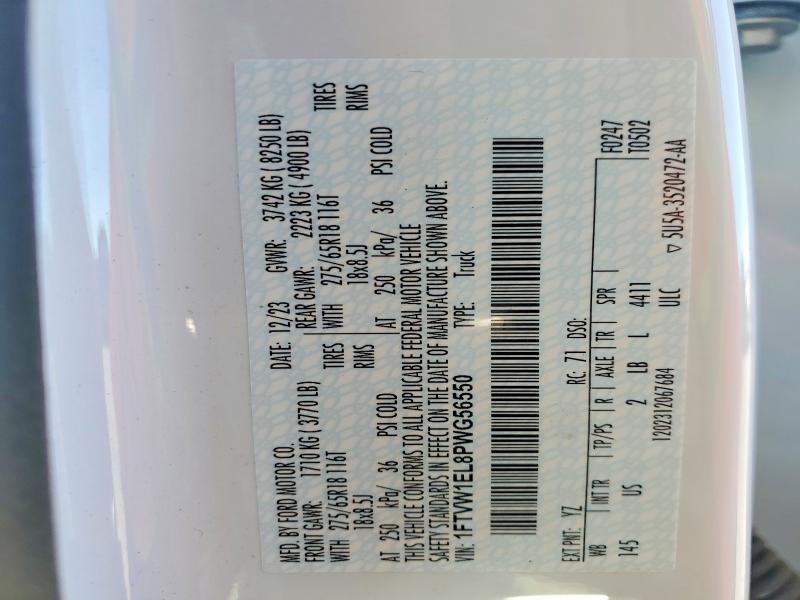 MFD. BY FORD MOTOR CO. DATE: 12/23 GVWR: 3742 KG ( 8250 LB)
FRONT GAWR: 1710 KG ( 3770 LB) REAR GAWR: 2223 KG ( 4900 LB)
WITH 275/65R18 116T TIRES WITH 275/65R18 116T TIRES
18x8.5J RIMS 18x8.5J RIMS
AT 250 kPa/ 36 PSI COLD AT 250 kPa/ 36 PSI COLD
THIS VEHICLE CONFORMS TO ALL APPLICABLE FEDERAL MOTOR VEHICLE
SAFETY STANDARDS IN EFFECT ON THE DATE OF MANUFACTURE SHOWN ABOVE.
VIN: 1FTVW1EL8PWG56550 TYPE: Truck
EXT PNT: YZ RC: 71 DSO: F0247
WB INT TR TP/PS R AXLE TR SPR T0502
145 US 2 LB L 4411
1202312067684 ULC ▽ 5U5A-3520472-AA